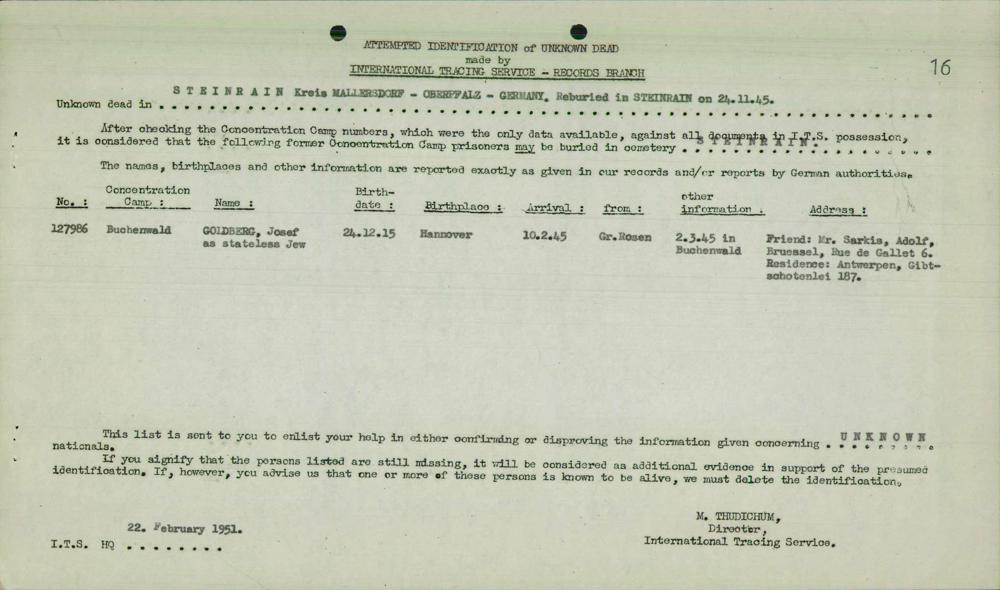 ATTEMPTED IDENTIFICATION of UNKNOWN DEAD
made by
INTERNATIONAL TRACING SERVICE - RECORDS BRANCH
16
STEINRAIN Kreis MALLERSDORF - OBERPFALZ - GERMANY. Reburied in STEINRAIN on 24.11.45.
Unknown dead in . . . . . . . . . . . . . . . . . . . . . . . . . . . . . . . . . . . . . . . . . . . .
After checking the Concentration Camp numbers, which were the only data available, against all documents in I.T.S. possession,
it is considered that the following former Concentration Camp prisoners may be buried in cemetery . . STEINRAIN. . . . . . . . .
The names, birthplaces and other information are reported exactly as given in our records and/or reports by German authorities.
No. : Concentration Camp : Name : Birth-date : Birthplace : Arrival : from : other information : Address :
127986 Buchenwald GOLDBERG, Josef 24.12.15 Hannover 10.2.45 Gr.Rosen 2.3.45 in Friend: Mr. Sarkis, Adolf,
as stateless Jew Buchenwald Bruessel, Rue de Gallet 6.
Residence: Antwerpen, Gibt-
schotenlei 187.
This list is sent to you to enlist your help in either confirming or disproving the information given concerning . UNKNOWN
nationals.
If you signify that the persons listed are still missing, it will be considered as additional evidence in support of the presumed
identification. If, however, you advise us that one or more of these persons is known to be alive, we must delete the identification.
22. February 1951.
I.T.S. HQ . . . . . . . .
M. THUDICHUM,
Director,
International Tracing Service.